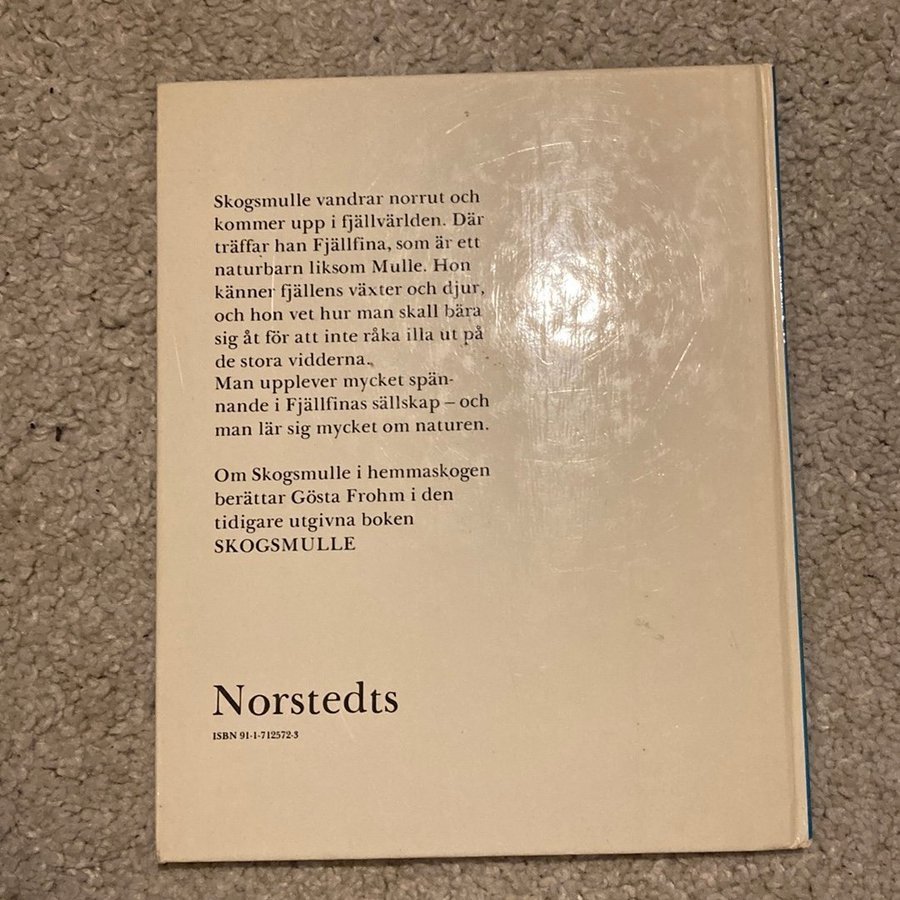 Skogsmulle vandrar norrut och
kommer upp i fjällvärlden. Där
träffar han Fjällfina, som är ett
naturbarn liksom Mulle. Hon
känner fjällens växter och djur,
och hon vet hur man skall bära
sig åt för att inte råka illa ut på
de stora vidderna.
Man upplever mycket spän-
nande i Fjällfinas sällskap – och
man lär sig mycket om naturen.
Om Skogsmulle i hemmaskogen
berättar Gösta Frohm i den
tidigare utgivna boken
SKOGSMULLE
Norstedts
ISBN 91-1-712572-3